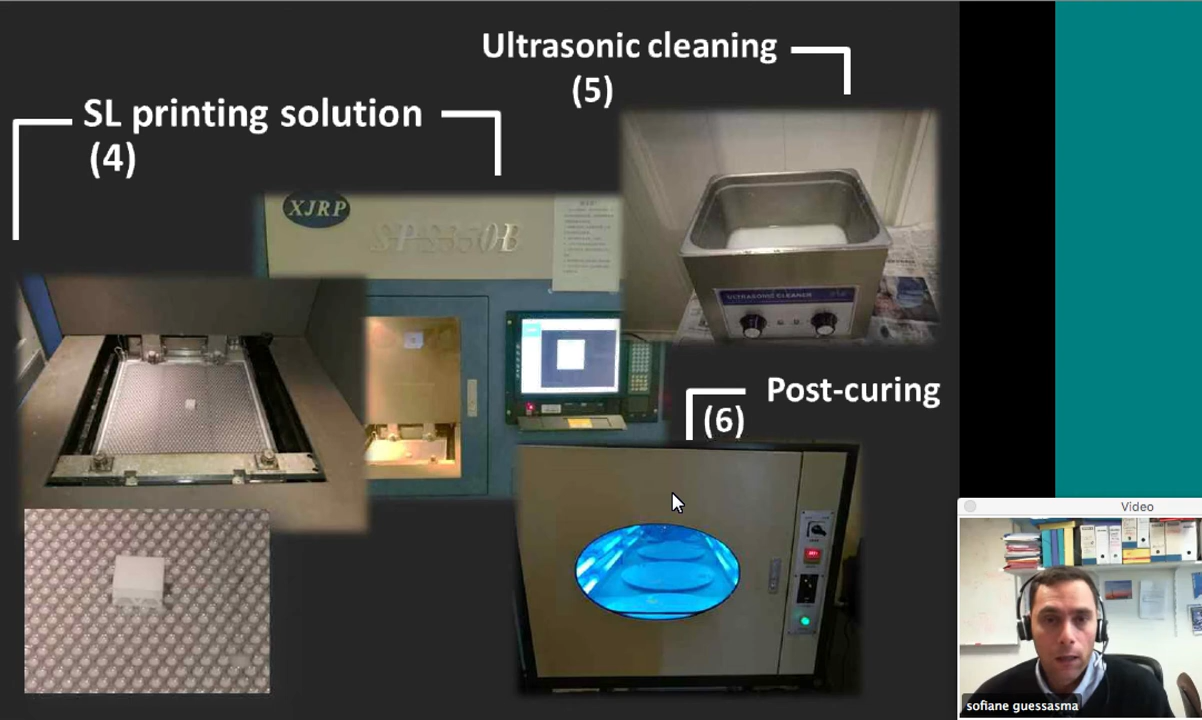 Ultrasonic cleaning
(5)
SL printing solution
(4)
XJRP
SPS350B
ULTRASONIC CLEANER
Post-curing
(6)
Video
sofiane guessasma